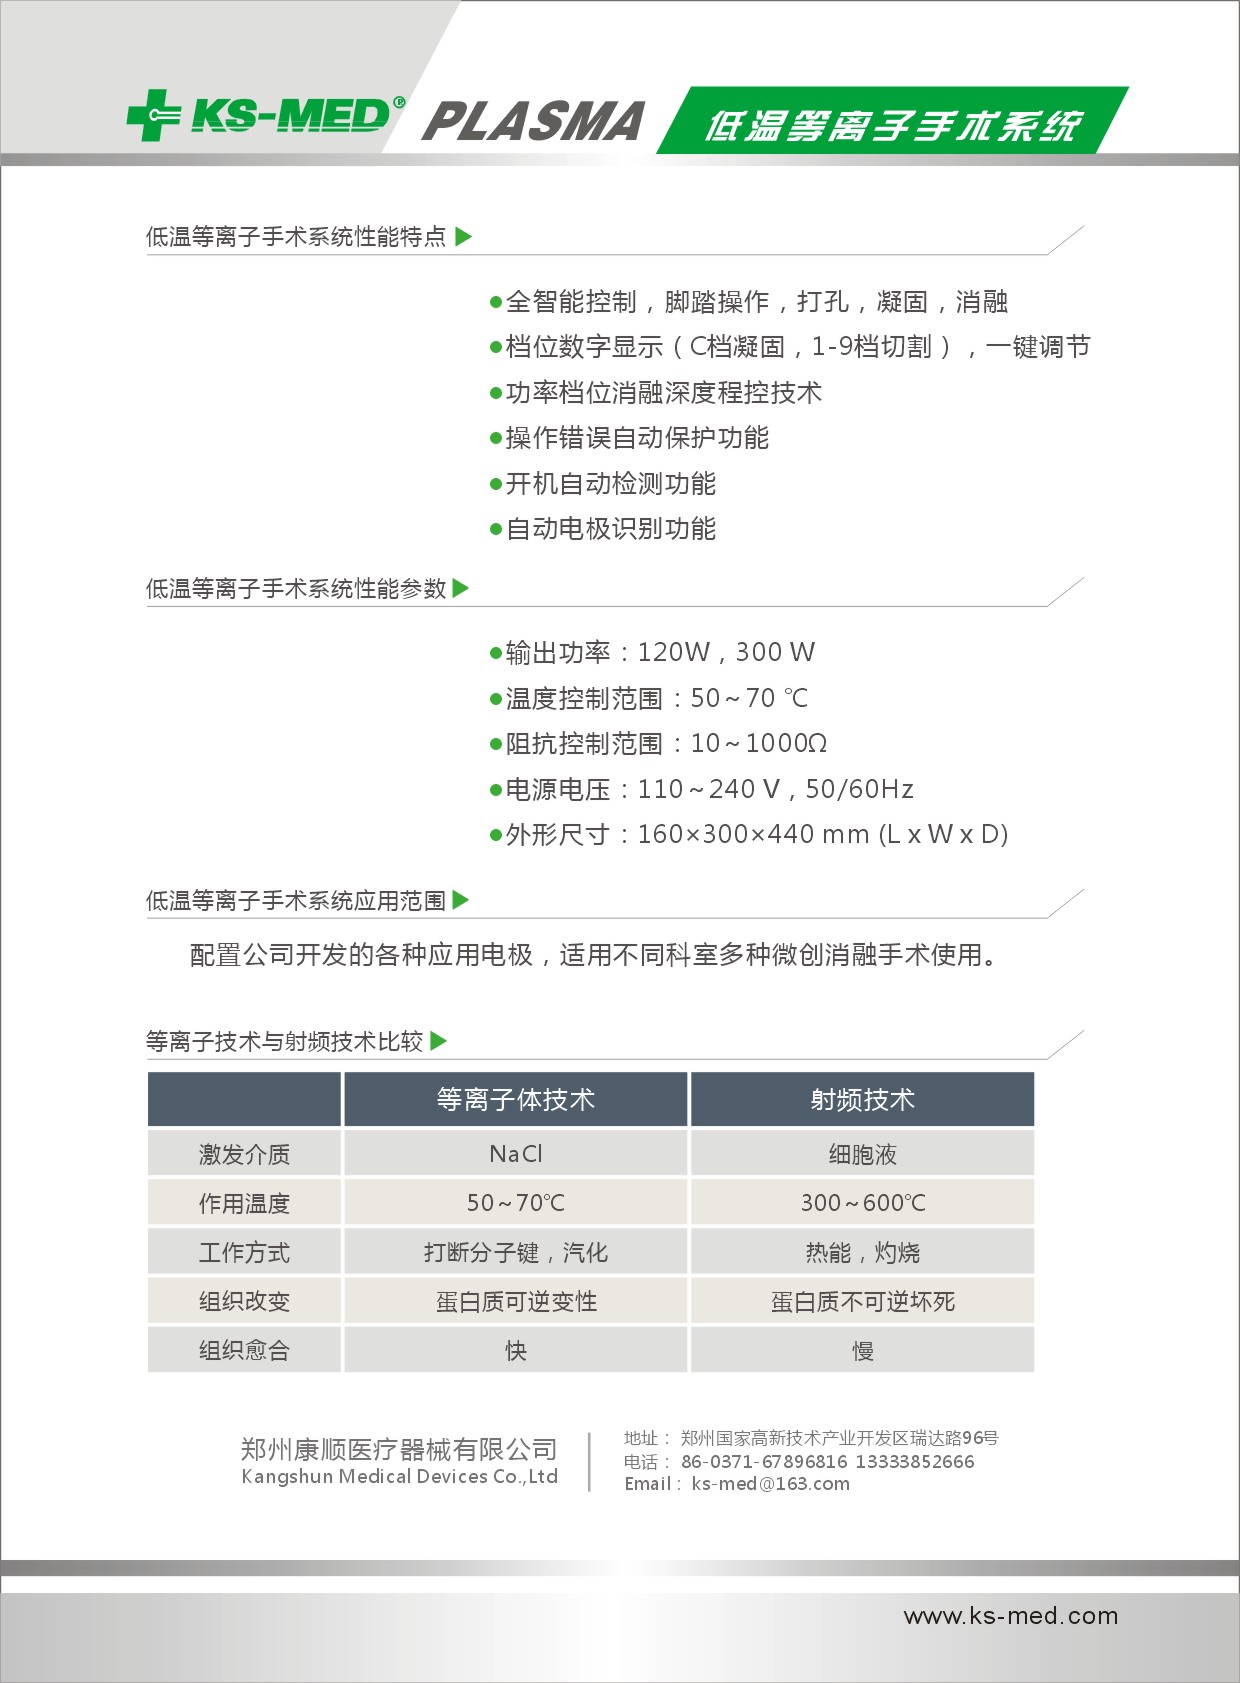 KS-MED® PLASMA 低温等离子手术系统
低温等离子手术系统性能特点
全智能控制，脚踏操作，打孔，凝固，消融
档位数字显示（C档凝固，1-9档切割），一键调节
功率档位消融深度程控技术
操作错误自动保护功能
开机自动检测功能
自动电极识别功能
低温等离子手术系统性能参数
输出功率：120W，300 W
温度控制范围：50～70 ℃
阻抗控制范围：10～1000Ω
电源电压：110～240 V，50/60Hz
外形尺寸：160×300×440 mm (L x W x D)
低温等离子手术系统应用范围
配置公司开发的各种应用电极，适用不同科室多种微创消融手术使用。
等离子技术与射频技术比较
等离子体技术 射频技术
激发介质 NaCl 细胞液
作用温度 50～70℃ 300～600℃
工作方式 打断分子键，汽化 热能，灼烧
组织改变 蛋白质可逆变性 蛋白质不可逆坏死
组织愈合 快 慢
郑州康顺医疗器械有限公司
Kangshun Medical Devices Co.,Ltd
地址：郑州国家高新技术产业开发区瑞达路96号
电话：86-0371-67896816 13333852666
Email：ks-med@163.com
www.ks-med.com